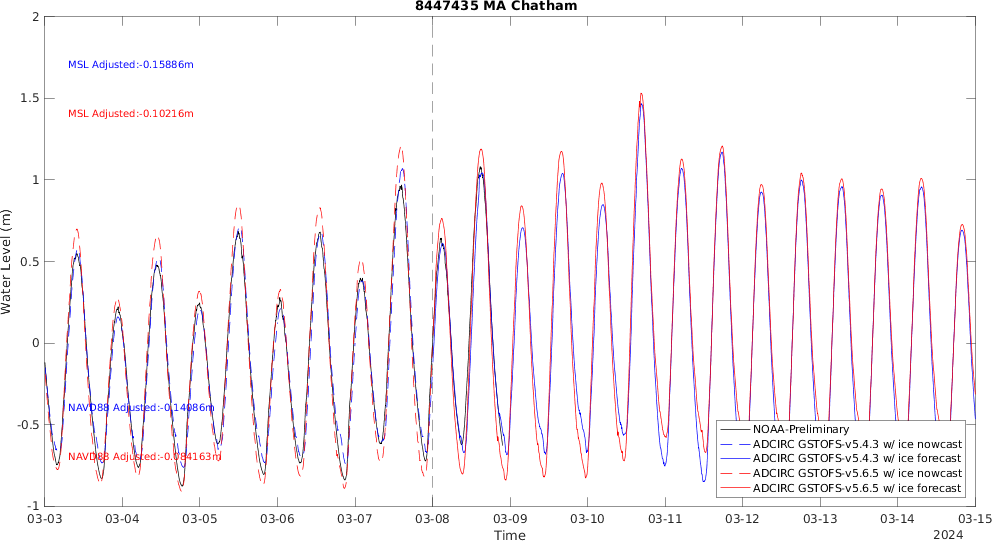 8447435 MA Chatham
2
1.5
1
0.5
0
-0.5
-1
Water Level (m)
MSL Adjusted:-0.15886m
MSL Adjusted:-0.10216m
NAVD88 Adjusted:-0.14086m
NAVD88 Adjusted:-0.084163m
NOAA-Preliminary
ADCIRC GSTOFS-v5.4.3 w/ ice nowcast
ADCIRC GSTOFS-v5.4.3 w/ ice forecast
ADCIRC GSTOFS-v5.6.5 w/ ice nowcast
ADCIRC GSTOFS-v5.6.5 w/ ice forecast
03-03 03-04 03-05 03-06 03-07 03-08 03-09 03-10 03-11 03-12 03-13 03-14 03-15
Time
2024